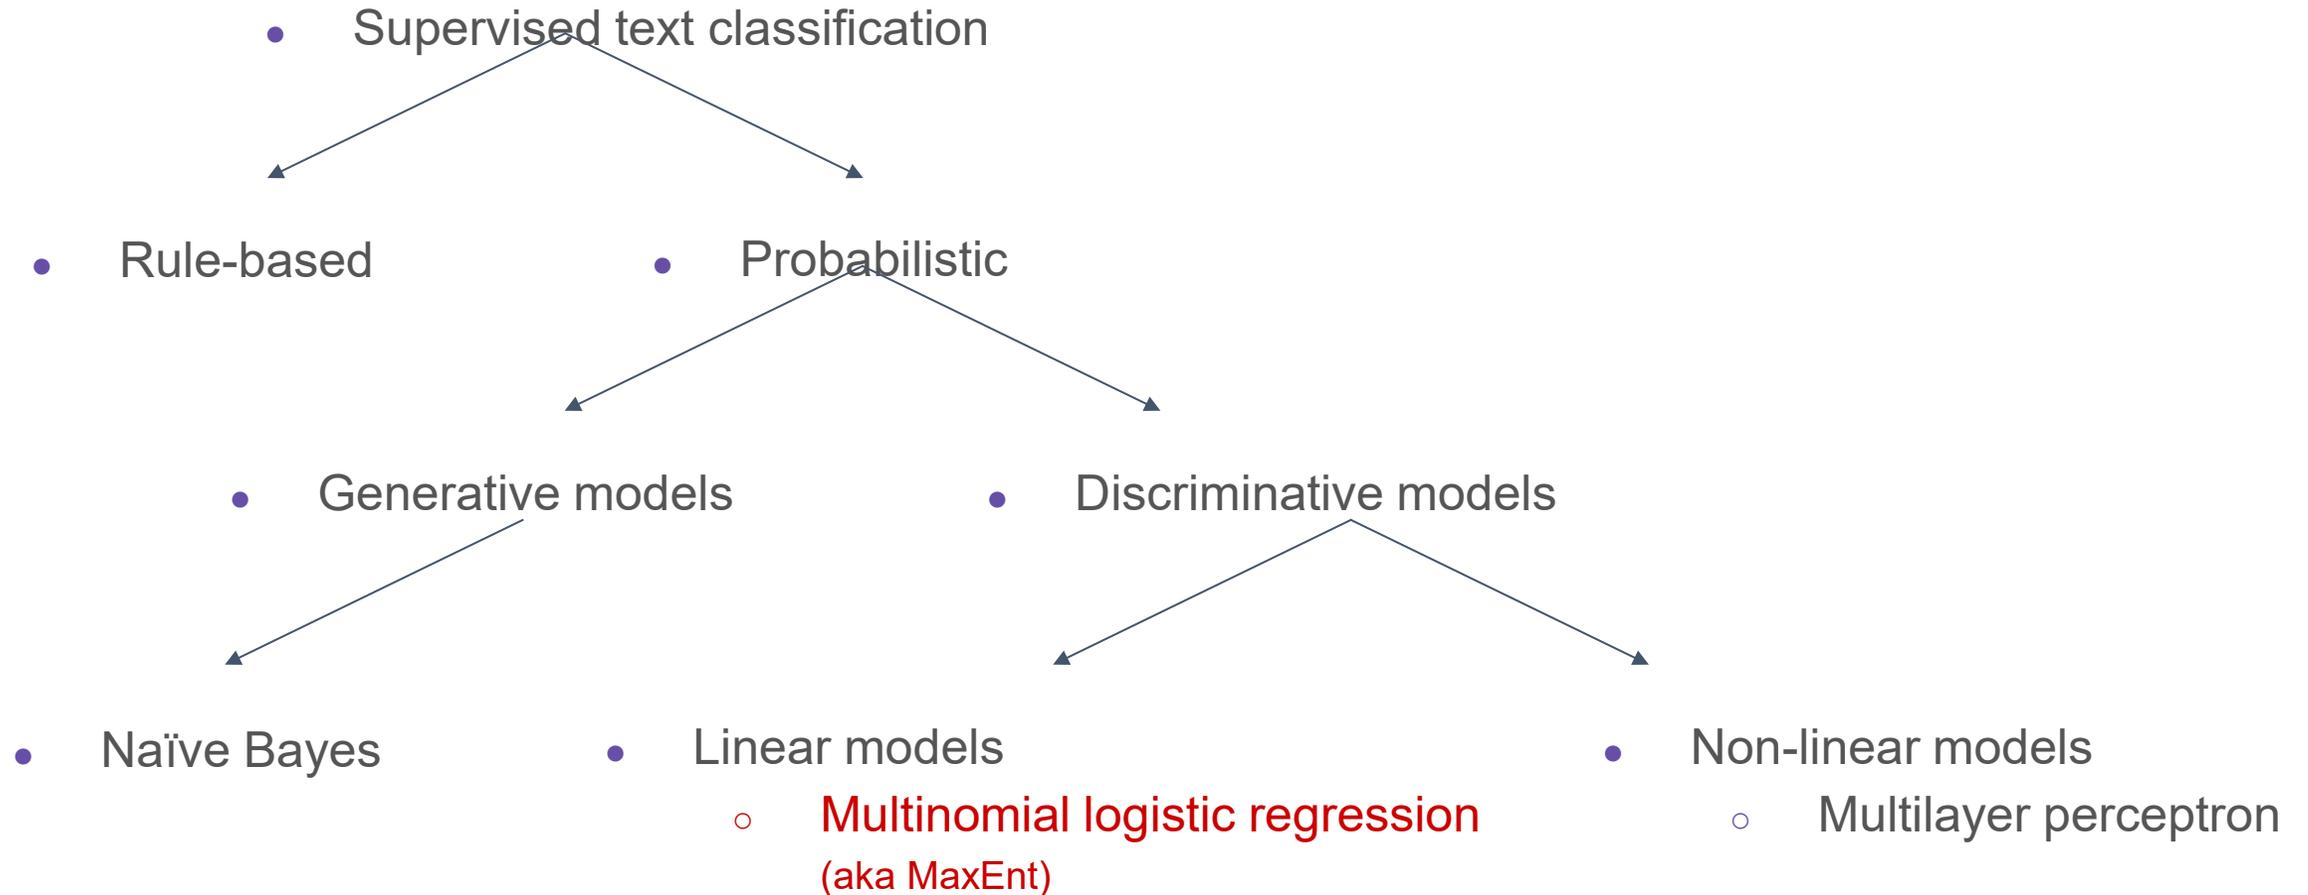 Supervised text classification
Rule-based
Probabilistic
Generative models
Discriminative models
Naïve Bayes
Linear models
Multinomial logistic regression
(aka MaxEnt)
Non-linear models
Multilayer perceptron